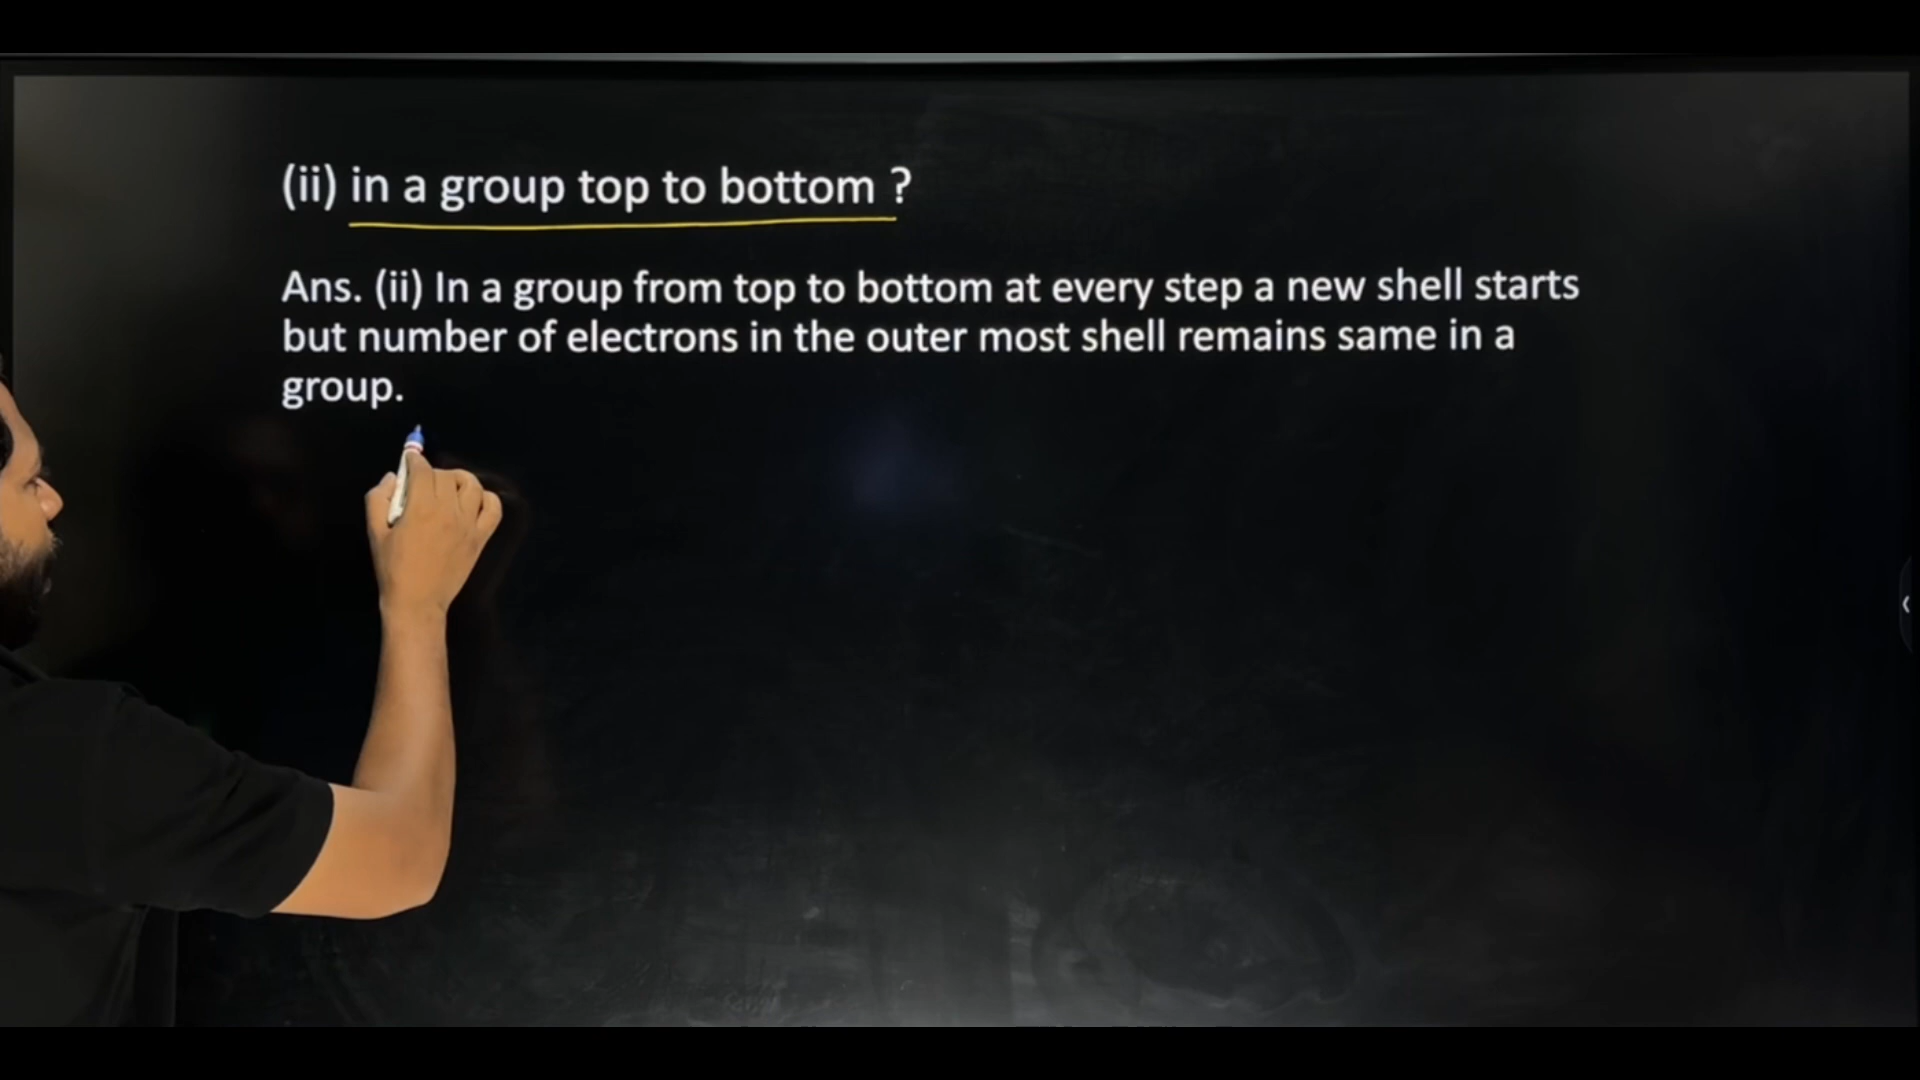 (ii) in a group top to bottom ?
Ans. (ii) In a group from top to bottom at every step a new shell starts
but number of electrons in the outer most shell remains same in a
group.